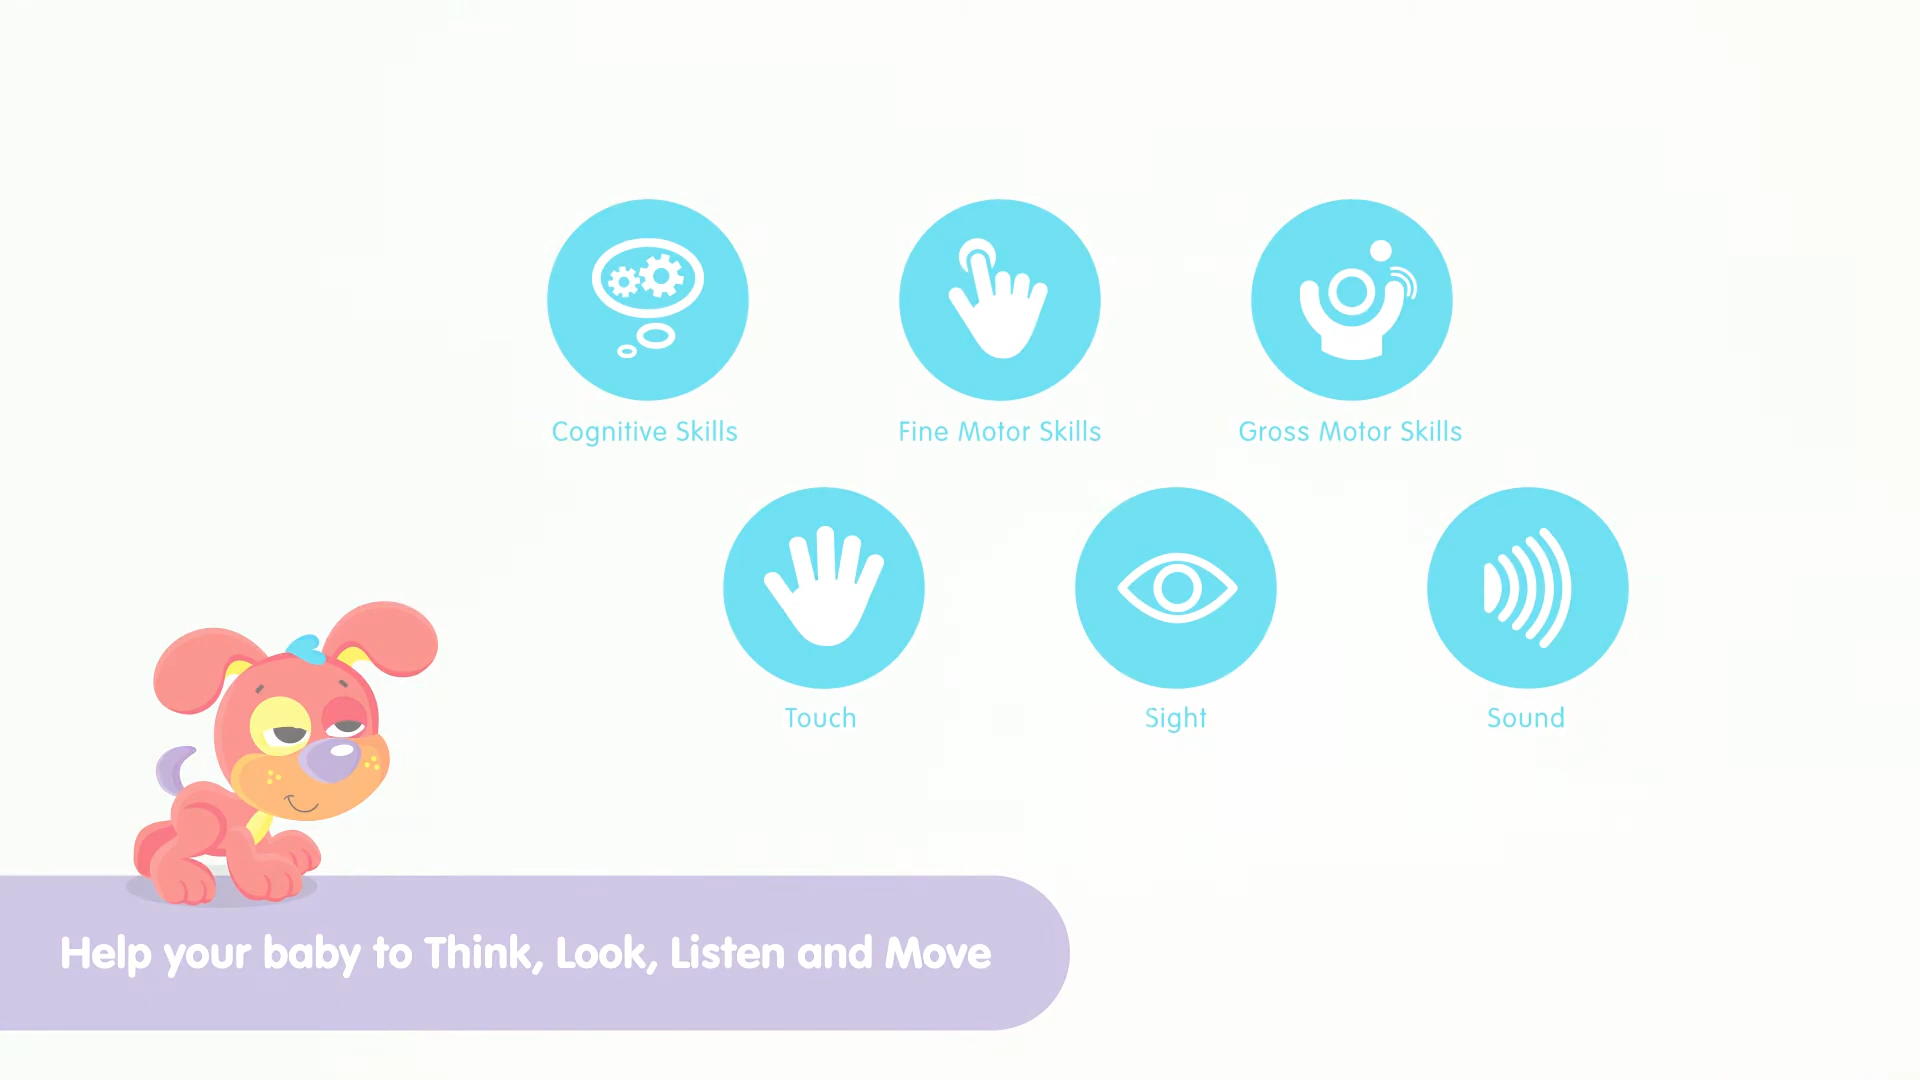 Cognitive Skills
Fine Motor Skills
Gross Motor Skills
Touch
Sight
Sound
Help your baby to Think, Look, Listen and Move